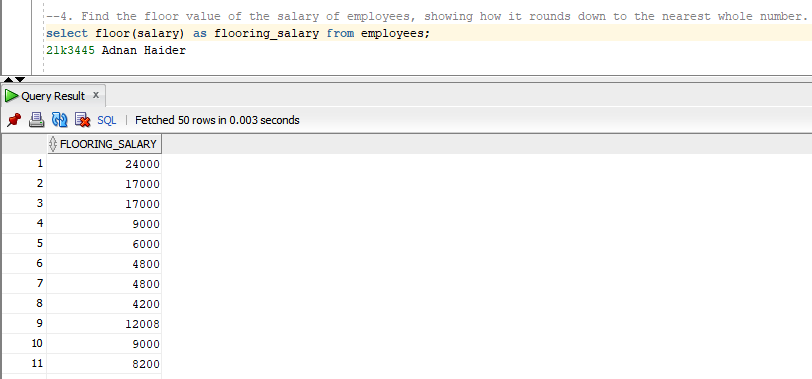 --4. Find the floor value of the salary of employees, showing how it rounds down to the nearest whole number.
select floor(salary) as flooring_salary from employees;
21k3445 Adnan Haider
Query Result x
SQL | Fetched 50 rows in 0.003 seconds
FLOORING_SALARY
1 24000
2 17000
3 17000
4 9000
5 6000
6 4800
7 4800
8 4200
9 12008
10 9000
11 8200